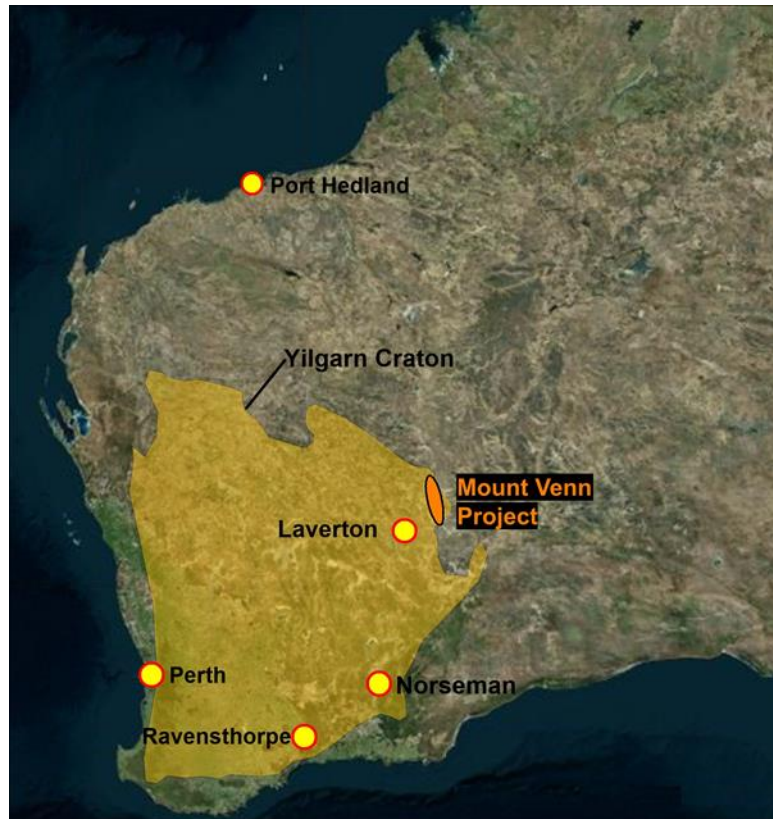 Port Hedland
Yilgarn Craton
Mount Venn
Project
Laverton
Perth
Norseman
Ravensthorpe